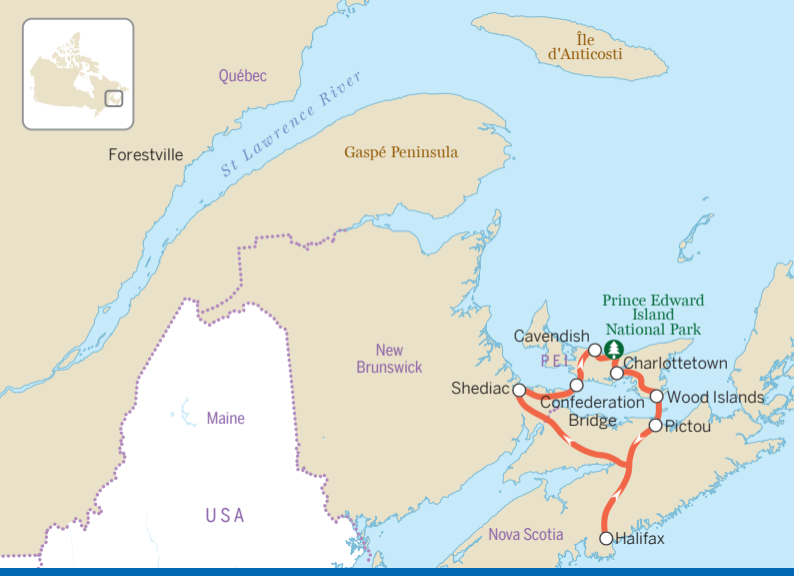 Île
d'Anticosti
Québec
St Lawrence River
Forestville
Gaspé Peninsula
Prince Edward
Island
National Park
Cavendish
New
Brunswick
PEI
Charlottetown
Shediac
Confederation
Bridge
Wood Islands
Maine
Pictou
USA
Nova Scotia
Halifax